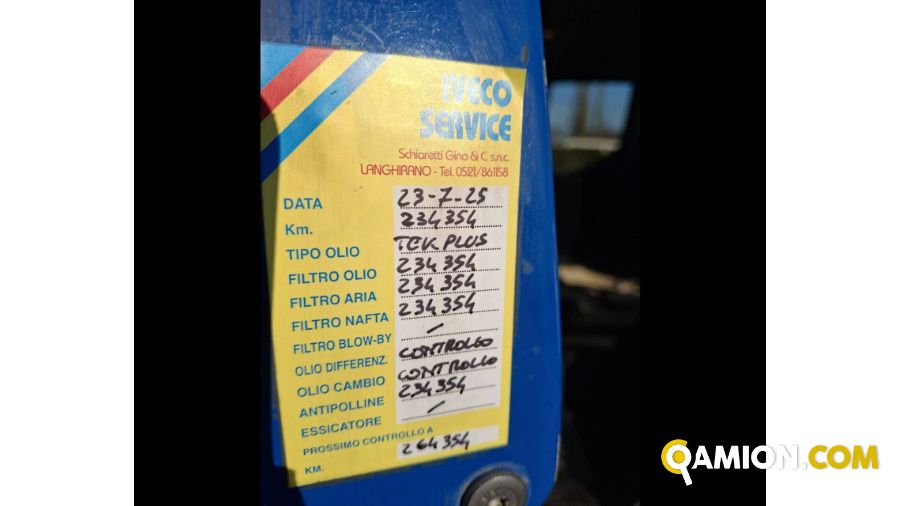 IVECO
SERVICE
Schiaretti Gino & C. s.n.c.
LANGHIRANO - Tel. 0521/861158
DATA 23-7-25
Km. 234354
TIPO OLIO TEK PLUS
FILTRO OLIO 234354
FILTRO ARIA 234354
FILTRO NAFTA 234354
FILTRO BLOW-BY /
OLIO DIFFERENZ. CONTROLLO
OLIO CAMBIO CONTROLLO
ANTIPOLLINE 234354
ESSICATORE /
PROSSIMO CONTROLLO A
KM. 264354
QAMION.COM